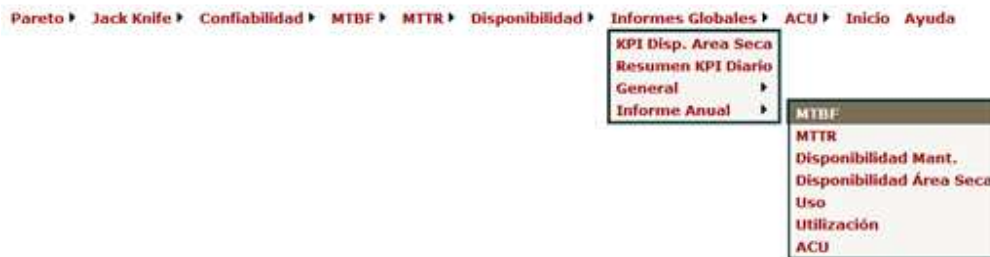 Pareto Jack Knife Confiabilidad MTBF MTTR Disponibilidad Informes Globales ACU Inicio Ayuda
KPI Disp. Area Seca
Resumen KPI Diario
General
Informe Anual
MTBF
MTTR
Disponibilidad Mant.
Disponibilidad Área Seca
Uso
Utilización
ACU